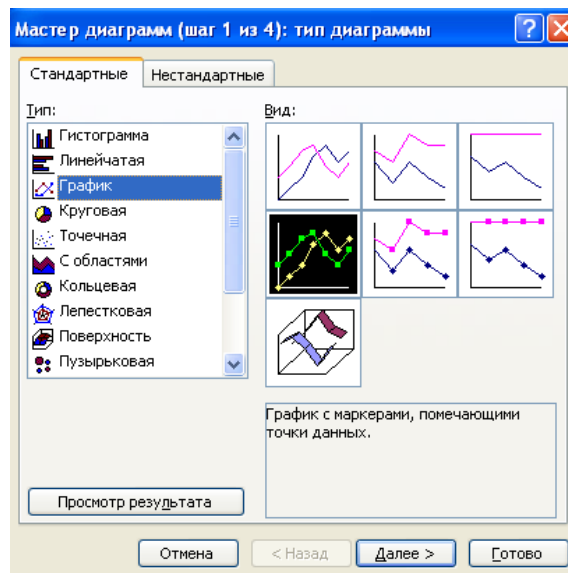 Мастер диаграмм (шаг 1 из 4): тип диаграммы
Стандартные Нестандартные
Тип: Вид:
Гистограмма
Линейчатая
График
Круговая
Точечная
С областями
Кольцевая
Лепестковая
Поверхность
Пузырьковая
График с маркерами, помечающими
точки данных.
Просмотр результата
Отмена < Назад Далее > Готово